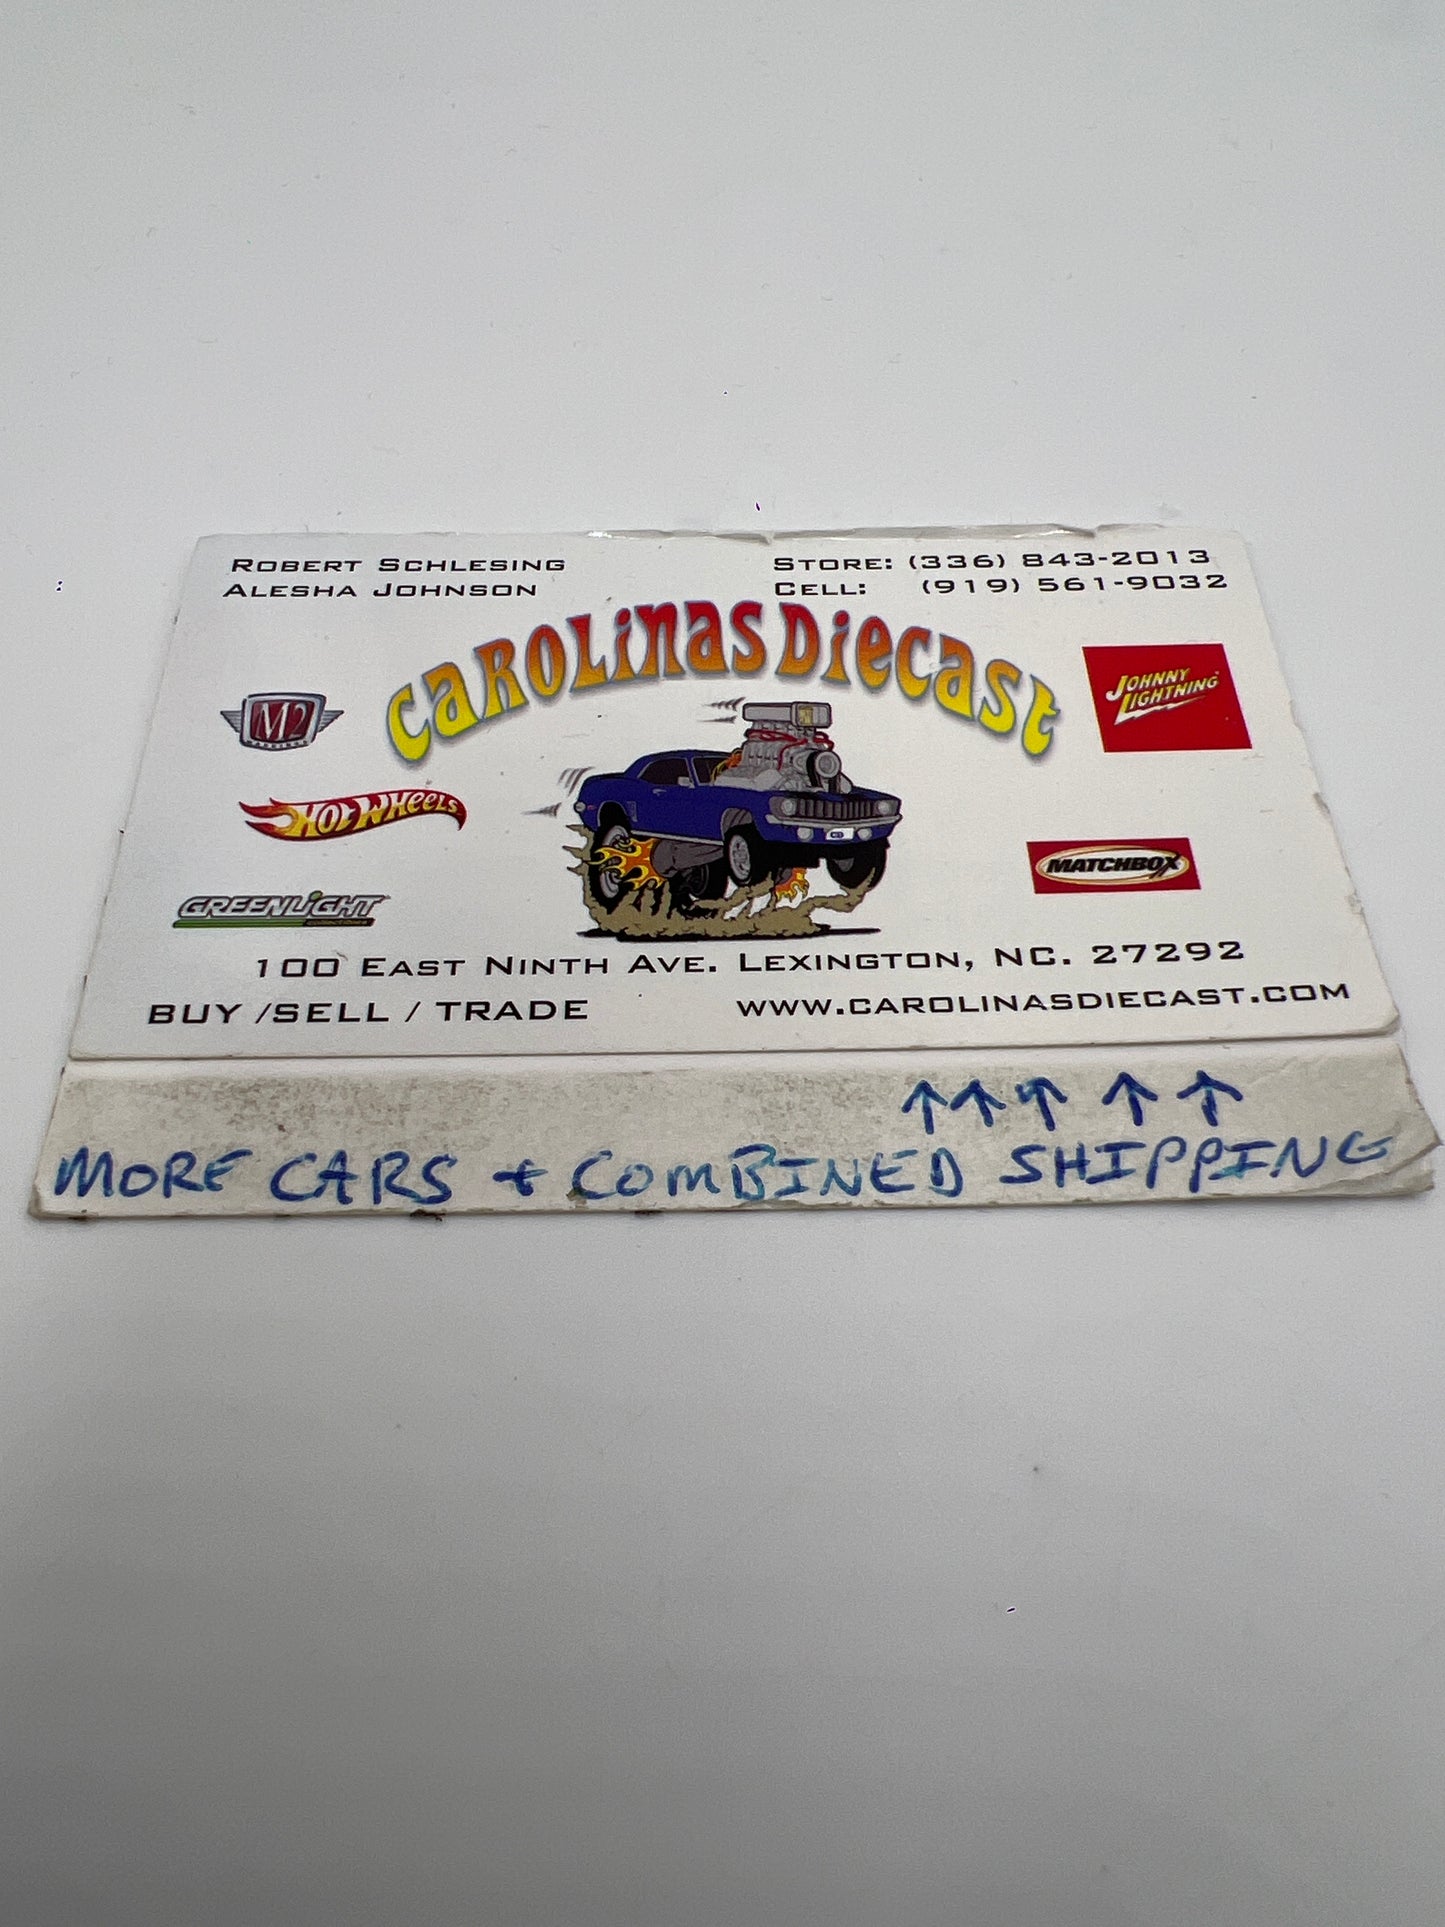 ROBERT SCHLESING
ALESHA JOHNSON
STORE: (336) 843-2013
CELL: (919) 561-9032
CAROLINAS DIECAST
M2
JOHNNY LIGHTNING
HOT WHEELS
MATCHBOX
GREENLIGHT
100 EAST NINTH AVE. LEXINGTON, NC. 27292
BUY /SELL / TRADE
WWW.CAROLINASDIECAST.COM
↑ ↑ ↑ ↑ ↑
MORE CARS + COMBINED SHIPPING